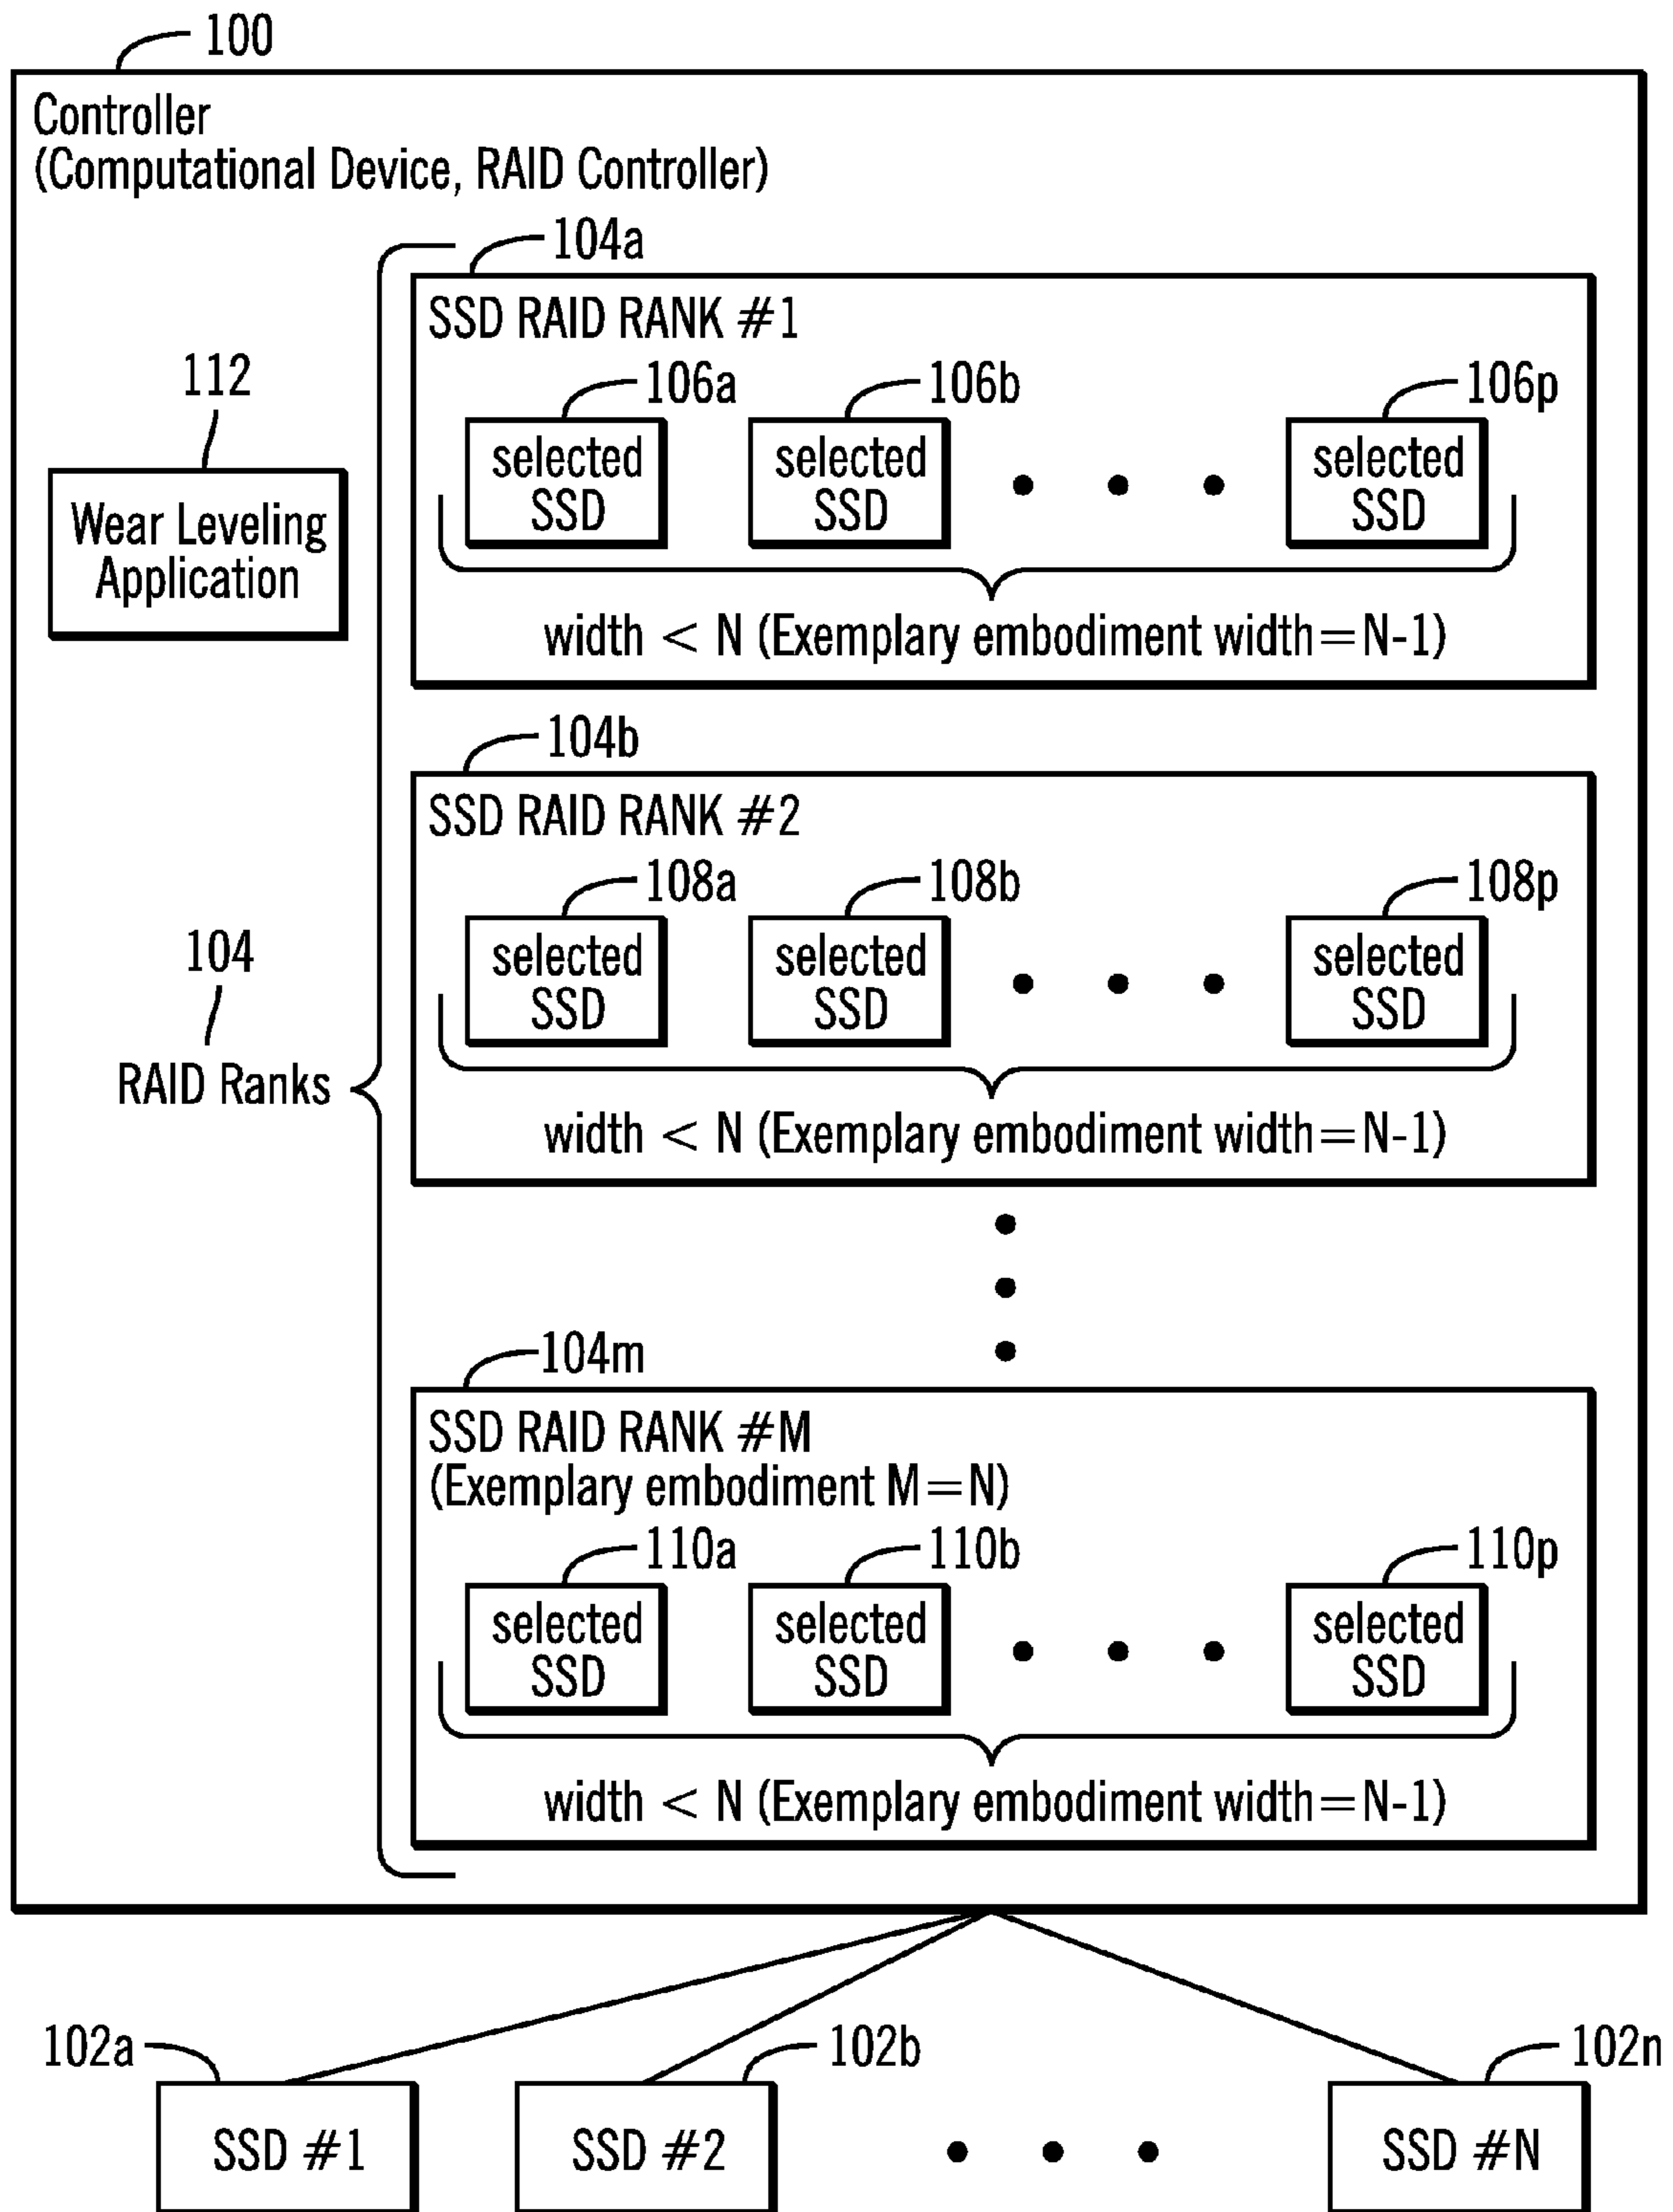 100
Controller
(Computational Device, RAID Controller)
104a
SSD RAID RANK #1
112
106a
106b
106p
selected
SSD
selected
SSD
selected
SSD
Wear Leveling
Application
width < N (Exemplary embodiment width=N-1)
104b
SSD RAID RANK #2
108a
108b
108p
selected
SSD
selected
SSD
selected
SSD
104
RAID Ranks
width < N (Exemplary embodiment width=N-1)
104m
SSD RAID RANK #M
(Exemplary embodiment M=N)
110a
110b
110p
selected
SSD
selected
SSD
selected
SSD
width < N (Exemplary embodiment width=N-1)
102a
102b
102n
SSD #1
SSD #2
SSD #N